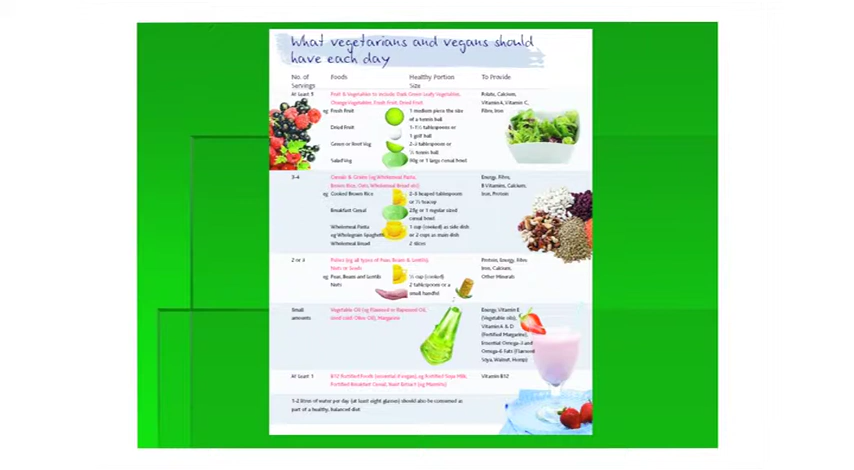 What vegetarians and vegans should
have each day
No. of Servings Foods Healthy Portion Size To Provide
At Least 5 Fruit & Vegetables to include: Dark Green Leafy Vegetables,
Orange Vegetables, Fresh Fruit, Dried Fruit
Folate, Calcium,
Vitamin A, Vitamin C,
Fibre, Iron
eg Fresh Fruit 1 medium piece the size
of a tennis ball
Dried Fruit 1-1½ tablespoons or
1 golf ball
Green or Root Veg 2-3 tablespoons or
½ tennis ball
Salad Veg 80g or 1 large cereal bowl
3-4 Cereals & Grains (eg Wholemeal Pasta,
Brown Rice, Oats, Wholemeal Bread etc)
Energy, Fibre,
B Vitamins, Calcium,
Iron, Protein
eg Cooked Brown Rice 2-3 heaped tablespoons
or ½ teacup
Breakfast Cereal 25g or 1 regular sized
cereal bowl
Wholemeal Pasta 1 cup (cooked) as side dish
eg Wholegrain Spaghetti or 2 cups as main dish
Wholemeal Bread 2 slices
2 or 3 Pulses (eg all types of Peas, Beans & Lentils),
Nuts or Seeds
Protein, Energy, Fibre
Iron, Calcium,
Other Minerals
eg Peas, Beans and Lentils ½ cup (cooked)
Nuts 2 tablespoons or a
small handful
Small
amounts
Vegetable Oil (eg Flaxseed or Rapeseed Oil,
Olive Oil), Margarine
Energy, Vitamin E
(Vegetable oils),
Vitamin A & D
(Fortified Margarine),
Essential Omega-3 and
Omega-6 Fats (Flaxseed
Soya, Walnut, Hemp)
At Least 1 B12 Fortified Foods (essential if vegan), eg Fortified Soya Milk,
Fortified Breakfast Cereal, Yeast Extract (eg Marmite)
Vitamin B12
1-2 litres of water per day (at least eight glasses) should also be consumed as
part of a healthy, balanced diet